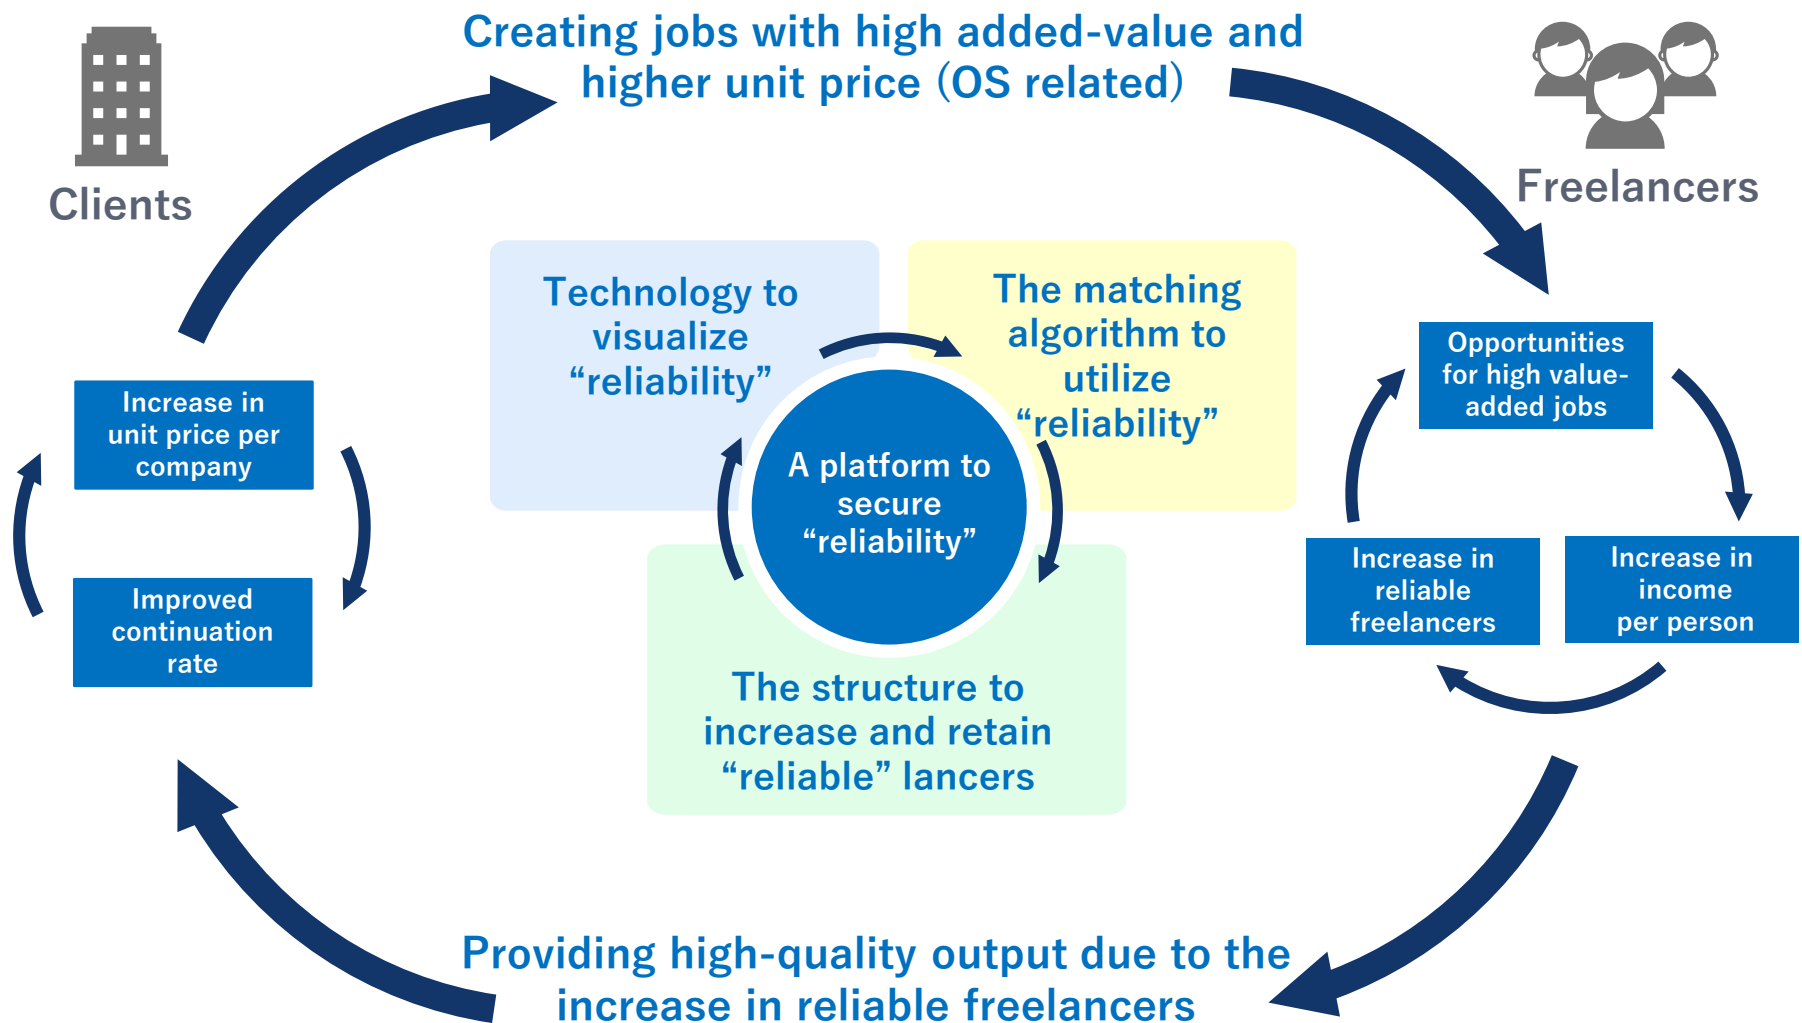 Creating jobs with high added-value and
higher unit price (OS related)
Clients
Freelancers
Technology to
visualize
“reliability”
The matching
algorithm to
utilize
“reliability”
A platform to
secure
“reliability”
The structure to
increase and retain
“reliable” lancers
Increase in
unit price per
company
Improved
continuation
rate
Opportunities
for high value-
added jobs
Increase in
reliable
freelancers
Increase in
income
per person
Providing high-quality output due to the
increase in reliable freelancers